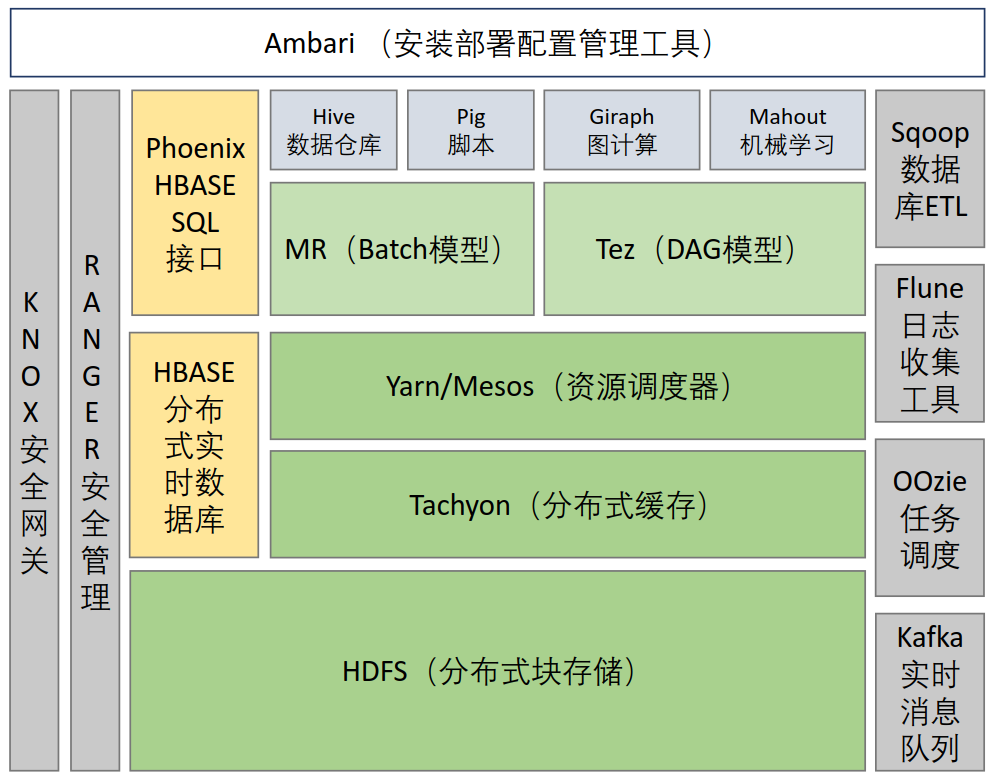 Ambari（安装部署配置管理工具）
KNOX安全网关
RANGER安全管理
Phoenix
HBASE
SQL
接口
HBASE
分布
式实
时数
据库
Hive
数据仓库
Pig
脚本
Giraph
图计算
Mahout
机械学习
MR（Batch模型）
Tez（DAG模型）
Yarn/Mesos（资源调度器）
Tachyon（分布式缓存）
HDFS（分布式块存储）
Sqoop
数据
库ETL
Flune
日志
收集
工具
OOzie
任务
调度
Kafka
实时
消息
队列